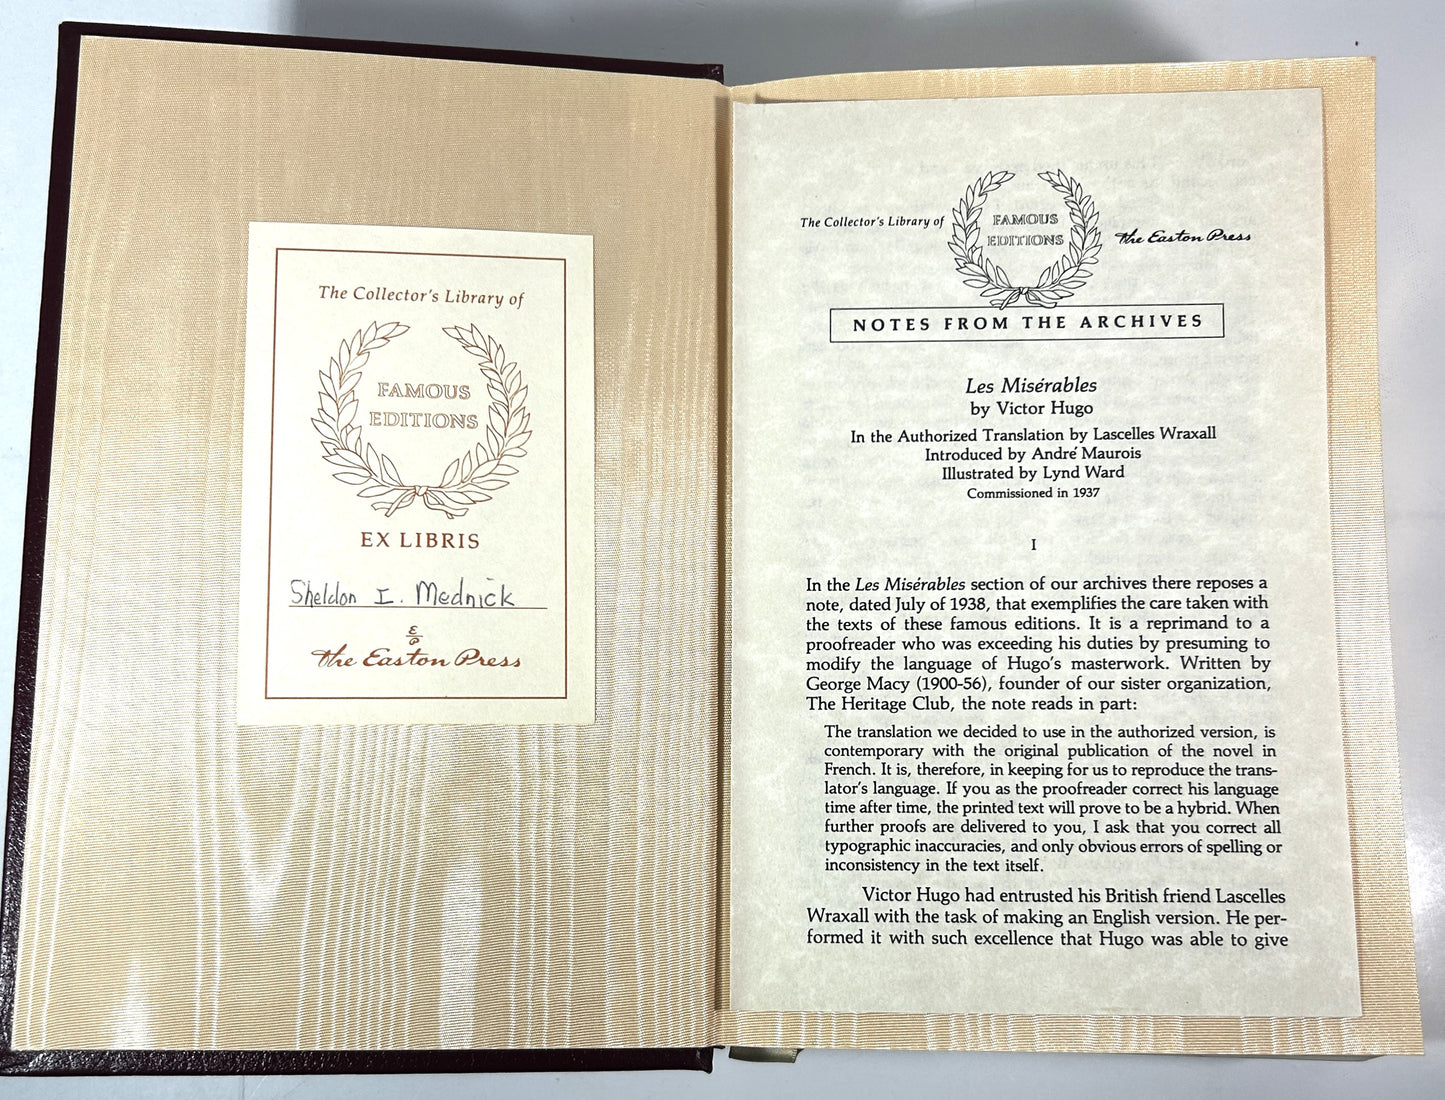 The Collector's Library of
FAMOUS
EDITIONS
EX LIBRIS
Sheldon I. Mednick
E
P
The Easton Press
The Collector's Library of
FAMOUS
EDITIONS
The Easton Press
NOTES FROM THE ARCHIVES
Les Misérables
by Victor Hugo
In the Authorized Translation by Lascelles Wraxall
Introduced by André Maurois
Illustrated by Lynd Ward
Commissioned in 1937
I
In the Les Misérables section of our archives there reposes a
note, dated July of 1938, that exemplifies the care taken with
the texts of these famous editions. It is a reprimand to a
proofreader who was exceeding his duties by presuming to
modify the language of Hugo's masterwork. Written by
George Macy (1900-56), founder of our sister organization,
The Heritage Club, the note reads in part:
The translation we decided to use in the authorized version, is
contemporary with the original publication of the novel in
French. It is, therefore, in keeping for us to reproduce the trans-
lator's language. If you as the proofreader correct his language
time after time, the printed text will prove to be a hybrid. When
further proofs are delivered to you, I ask that you correct all
typographic inaccuracies, and only obvious errors of spelling or
inconsistency in the text itself.
Victor Hugo had entrusted his British friend Lascelles
Wraxall with the task of making an English version. He per-
formed it with such excellence that Hugo was able to give